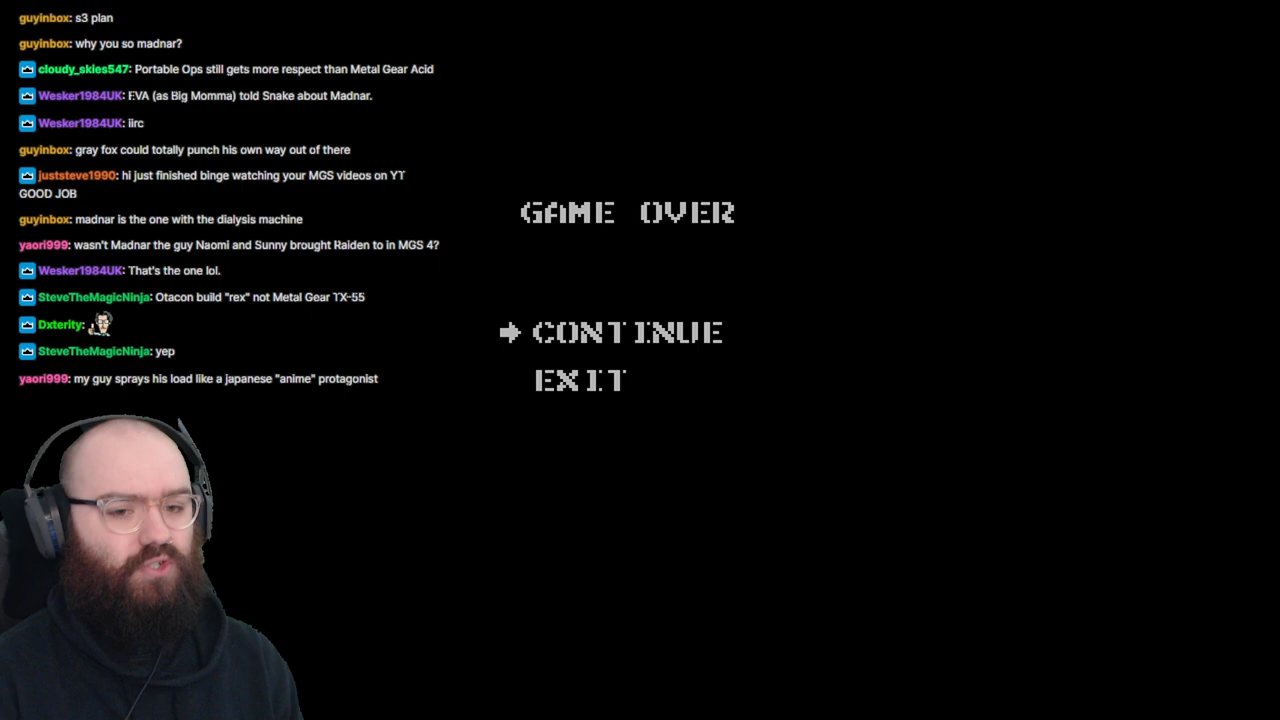 guyinbox: s3 plan
guyinbox: why you so madnar?
cloudy_skies547: Portable Ops still gets more respect than Metal Gear Acid
Wesker1984UK: EVA (as Big Momma) told Snake about Madnar.
Wesker1984UK: iirc
guyinbox: gray fox could totally punch his own way out of there
juststeve1990: hi just finished binge watching your MGS videos on YT
GOOD JOB
guyinbox: madnar is the one with the dialysis machine
yaori999: wasn't Madnar the guy Naomi and Sunny brought Raiden to in MGS 4?
Wesker1984UK: That's the one lol.
SteveTheMagicNinja: Otacon build "rex" not Metal Gear TX-55
Dxterity:
SteveTheMagicNinja: yep
yaori999: my guy sprays his load like a japanese "anime" protagonist
GAME OVER
CONTINUE
EXIT